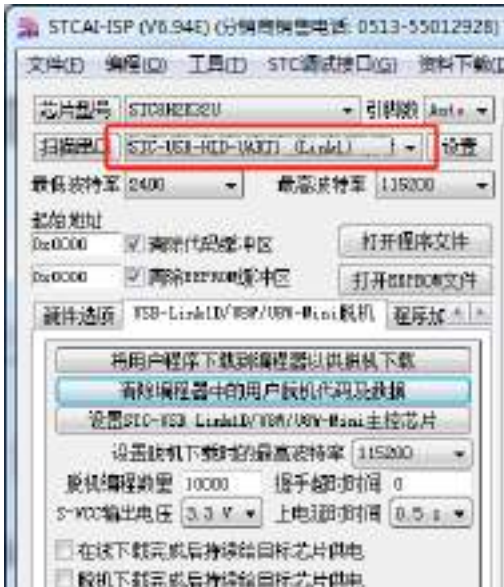 STCAI-ISP (V6.94E) (分销商销售电话: 0513-55012928)
文件(F) 编程(O) 工具(T) STC调试接口(G) 资料下载
芯片型号 引脚数 Auto
扫描串口 STC-USB-HID-UART1 (Link1) 设置
最低波特率 2400 最高波特率 115200
起始地址
0x0000 清除代码缓冲区 打开程序文件
0x0000 清除EEPROM缓冲区 打开EEPROM文件
硬件选项 USB-Link1D/U8W/U8W-Mini脱机 程序加
将用户程序下载到编程器以供脱机下载
清除编程器中的用户脱机代码及数据
设置STC-USB Link1D/U8W/U8W-Mini主控芯片
设置脱机下载时的最高波特率 115200
脱机编程数量 10000 握手超时时间 0
S-VCC输出电压 3.3 V 上电延时时间 0.5 s
在线下载完成后持续给目标芯片供电
脱机下载完成后持续给目标芯片供电